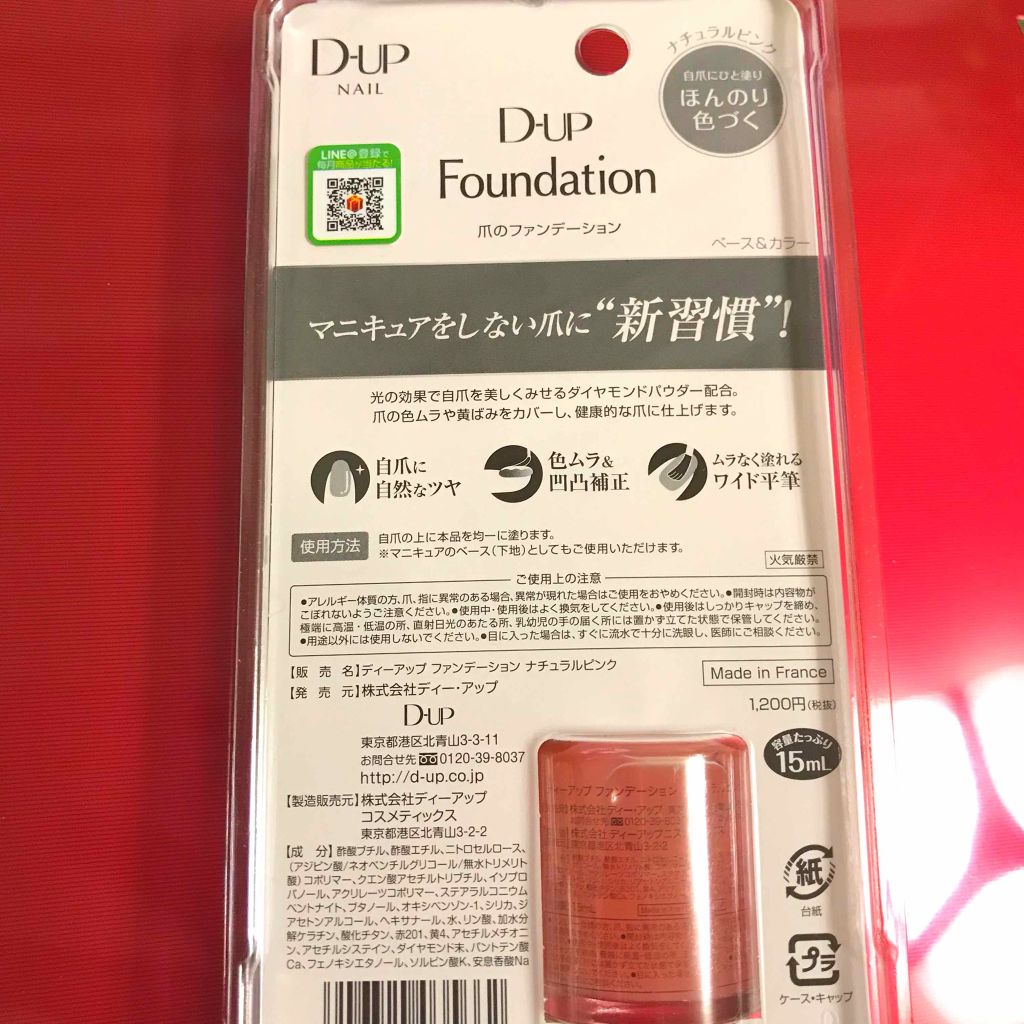 D-UP
NAIL
LINE@登録で
毎月商品が当たる!
D-UP
Foundation
爪のファンデーション
ナチュラルピンク
自爪にひと塗り
ほんのり
色づく
ベース&カラー
マニキュアをしない爪に“新習慣”!
光の効果で自爪を美しくみせるダイヤモンドパウダー配合。
爪の色ムラや黄ばみをカバーし、健康的な爪に仕上げます。
自爪に
自然なツヤ
色ムラ&
凹凸補正
ムラなく塗れる
ワイド平筆
使用方法
自爪の上に本品を均一に塗ります。
※マニキュアのベース(下地)としてもご使用いただけます。
火気厳禁
ご使用上の注意
●アレルギー体質の方、爪、指に異常のある場合、異常が現れた場合はご使用をおやめください。●開封時は内容物が
こぼれないようご注意ください。●使用中・使用後はよく換気をしてください。●使用後はしっかりキャップを締め、
極端に高温・低温の所、直射日光のあたる所、乳幼児の手の届く所には置かず立てた状態で保管してください。
●用途以外には使用しないでください。●目に入った場合は、すぐに流水で十分に洗眼し、医師にご相談ください。
【販 売 名】ディーアップ ファンデーション ナチュラルピンク
【発 売 元】株式会社ディー・アップ
Made in France
1,200円(税抜)
D-UP
東京都港区北青山3-3-11
お問合せ先 0120-39-8037
http://d-up.co.jp
【製造販売元】株式会社ディーアップ
コスメティックス
東京都港区北青山3-2-2
【成 分】酢酸ブチル、酢酸エチル、ニトロセルロース、
(アジピン酸/ネオペンチルグリコール/無水トリメリト
酸)コポリマー、クエン酸アセチルトリブチル、イソプロ
パノール、アクリレーツコポリマー、ステアラルコニウム
ベントナイト、ブタノール、オキシベンゾン-1、シリカ、ジ
アセトンアルコール、ヘキサナール、水、リン酸、加水分
解ケラチン、酸化チタン、赤201、黄4、アセチルメチオニ
ン、アセチルシステイン、ダイヤモンド末、パントテン酸
Ca、フェノキシエタノール、ソルビン酸K、安息香酸Na
容量たっぷり
15mL
紙
台紙
プラ
ケース・キャップ
ディーアップ ファンデーション
株式会社ディー・アップ
0120-39-803